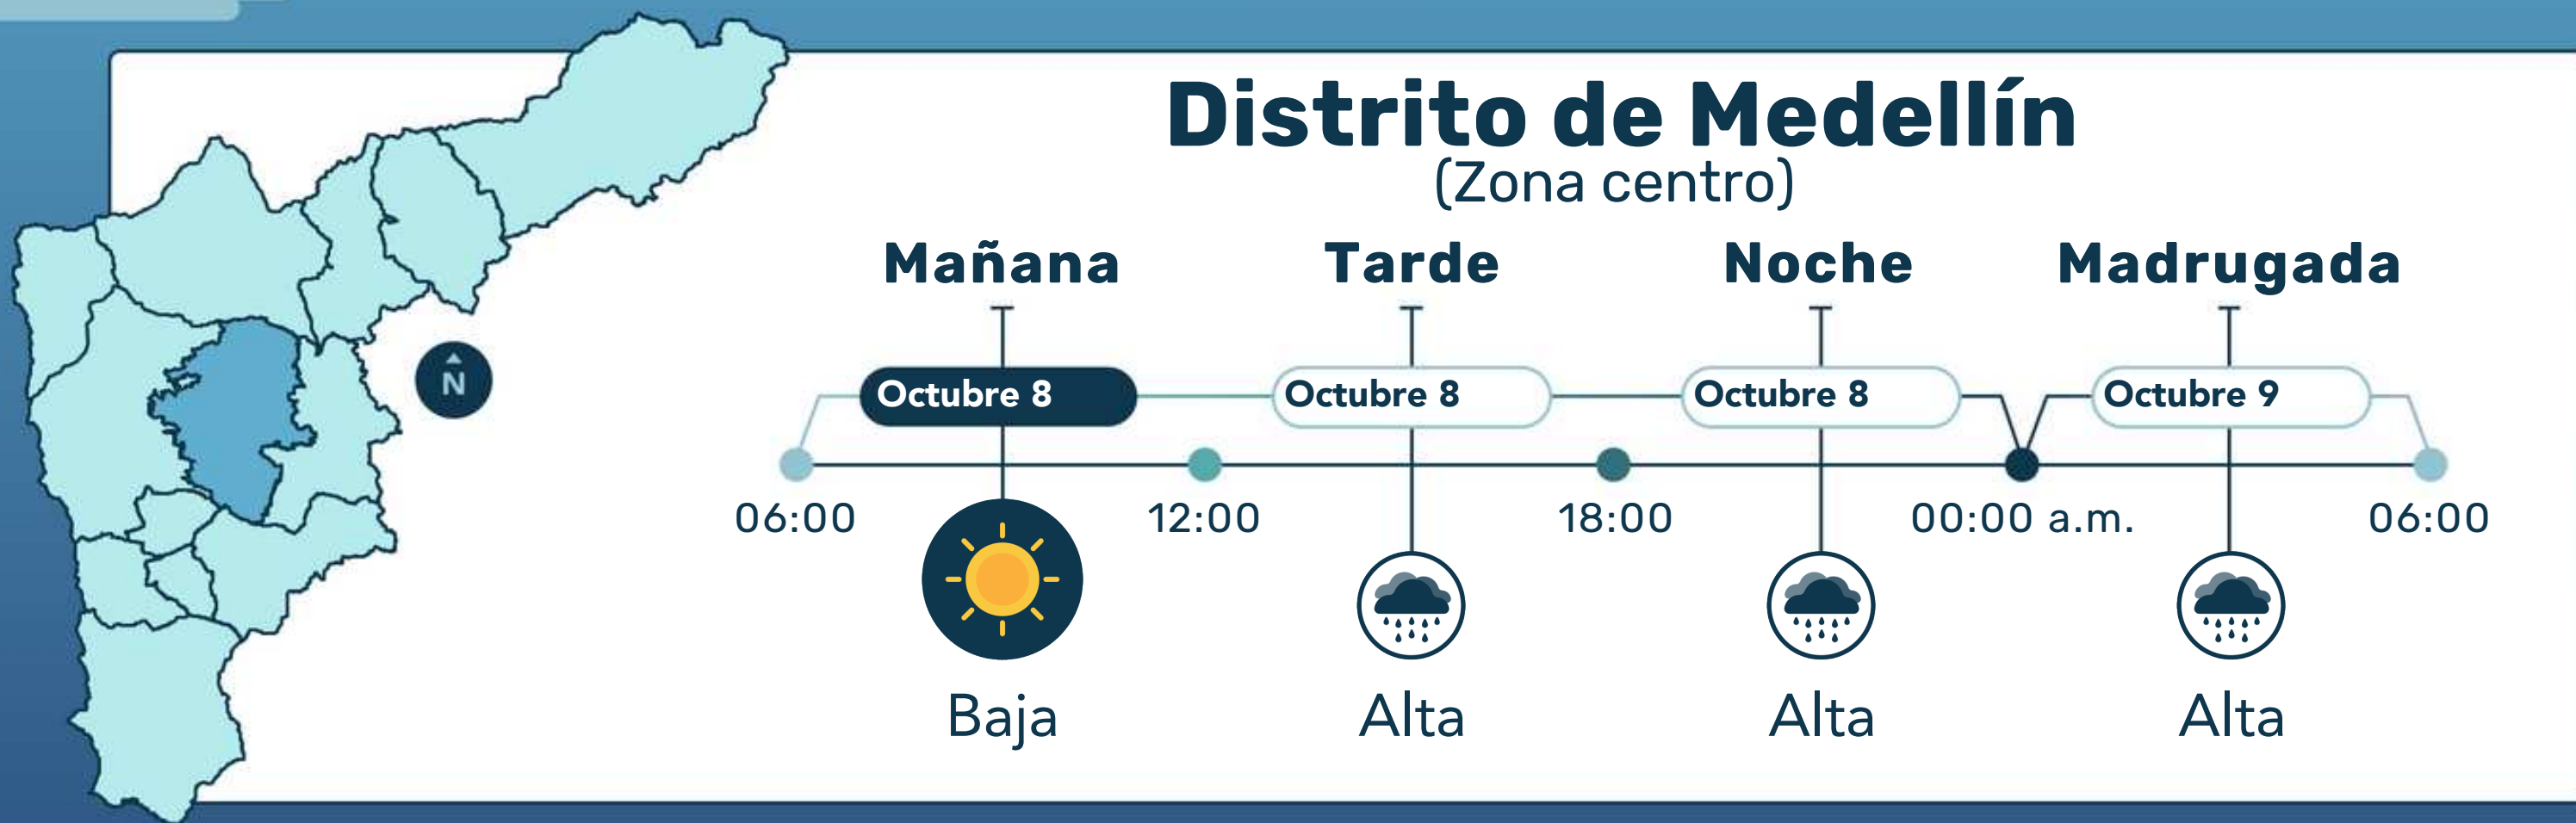 Distrito de Medellín
(Zona centro)
Mañana Tarde Noche Madrugada
N
Octubre 8 Octubre 8 Octubre 8 Octubre 9
06:00 12:00 18:00 00:00 a.m. 06:00
Baja Alta Alta Alta